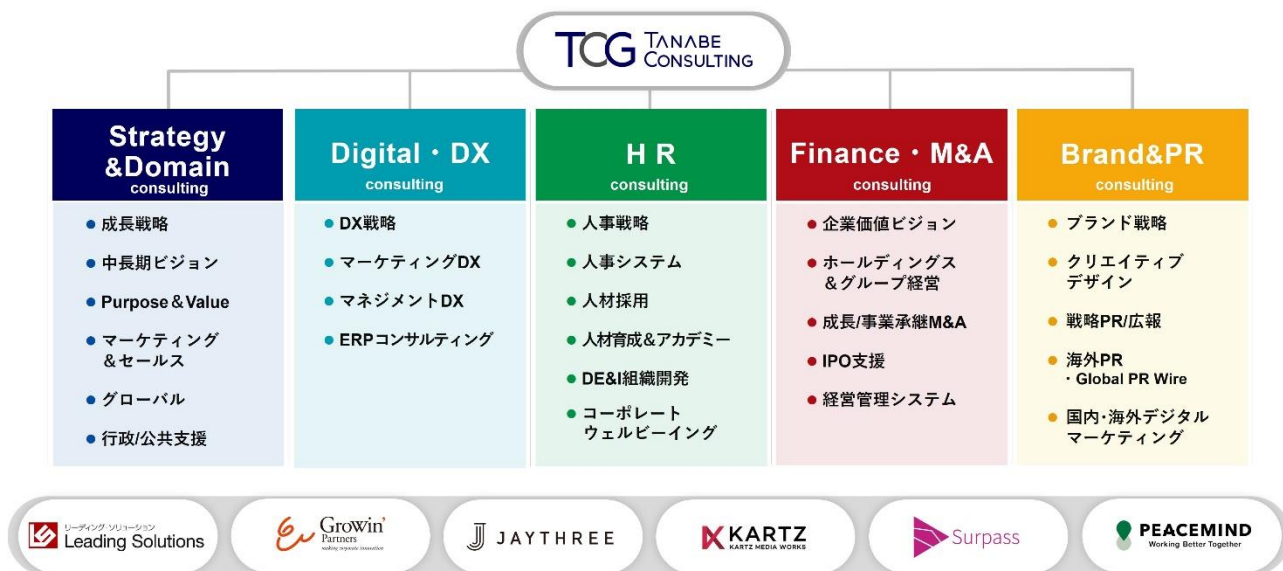 TCG TANABE
CONSULTING
Strategy
&Domain
consulting
成長戦略
中長期ビジョン
Purpose＆Value
マーケティング
＆セールス
グローバル
行政/公共支援
Digital・DX
consulting
DX戦略
マーケティングDX
マネジメントDX
ERPコンサルティング
HR
consulting
人事戦略
人事システム
人材採用
人材育成&アカデミー
DE&I組織開発
コーポレート
ウェルビーイング
Finance・M&A
consulting
企業価値ビジョン
ホールディングス
＆グループ経営
成長/事業承継M&A
IPO支援
経営管理システム
Brand&PR
consulting
ブランド戦略
クリエイティブ
デザイン
戦略PR/広報
海外PR
・Global PR Wire
国内・海外デジタル
マーケティング
リーディング・ソリューション
Leading Solutions
GroWin'
Partners
making corporate innovation
JAYTHREE
KARTZ
KARTZ MEDIA WORKS
Surpass
PEACEMIND
Working Better Together